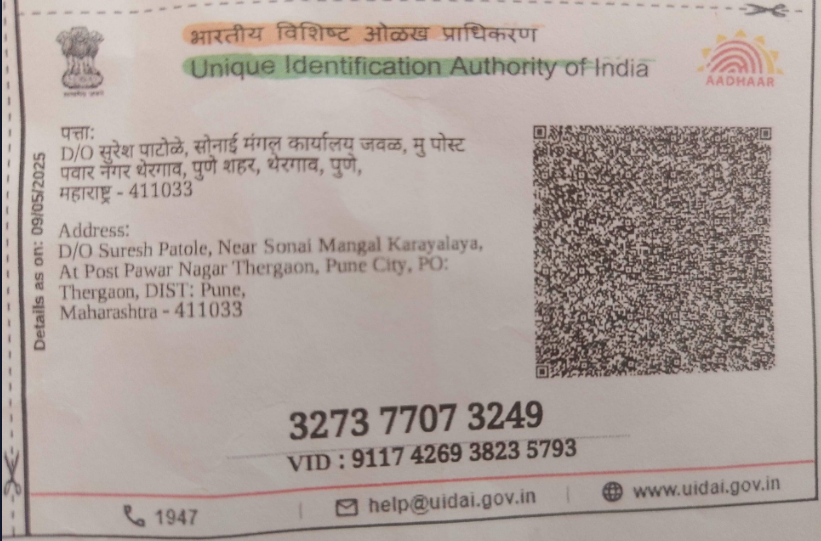 भारतीय विशिष्ट ओळख प्राधिकरण
Unique Identification Authority of India
AADHAAR
Details as on: 09/05/2025
पत्ता:
D/O सुरेश पाटोळे, सोनाई मंगल कार्यालय जवळ, मु पोस्ट
पवार नगर थेरगाव, पुणे शहर, थेरगाव, पुणे,
महाराष्ट्र - 411033
Address:
D/O Suresh Patole, Near Sonai Mangal Karayalaya,
At Post Pawar Nagar Thergaon, Pune City, PO:
Thergaon, DIST: Pune,
Maharashtra - 411033
3273 7707 3249
VID : 9117 4269 3823 5793
1947
help@uidai.gov.in
www.uidai.gov.in